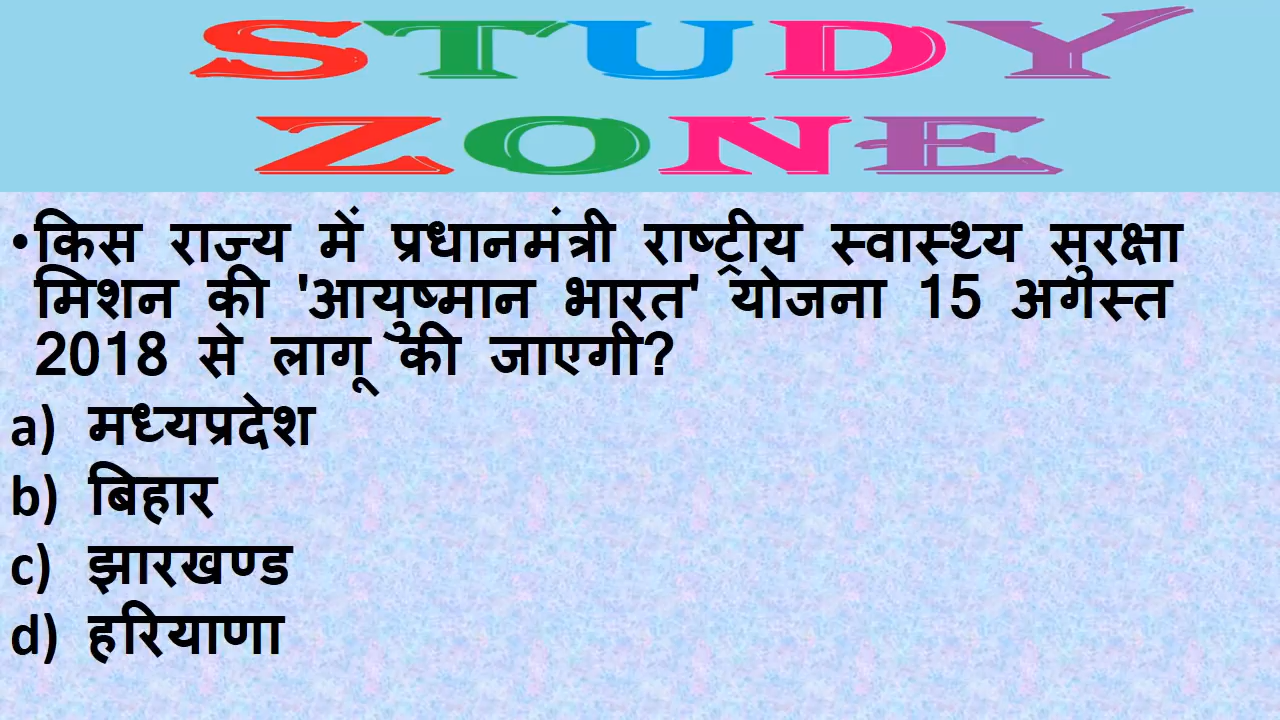 STUDY
ZONE
•किस राज्य में प्रधानमंत्री राष्ट्रीय स्वास्थ्य सुरक्षा
मिशन की 'आयुष्मान भारत' योजना 15 अगस्त
2018 से लागू की जाएगी?
a) मध्यप्रदेश
b) बिहार
c) झारखण्ड
d) हरियाणा